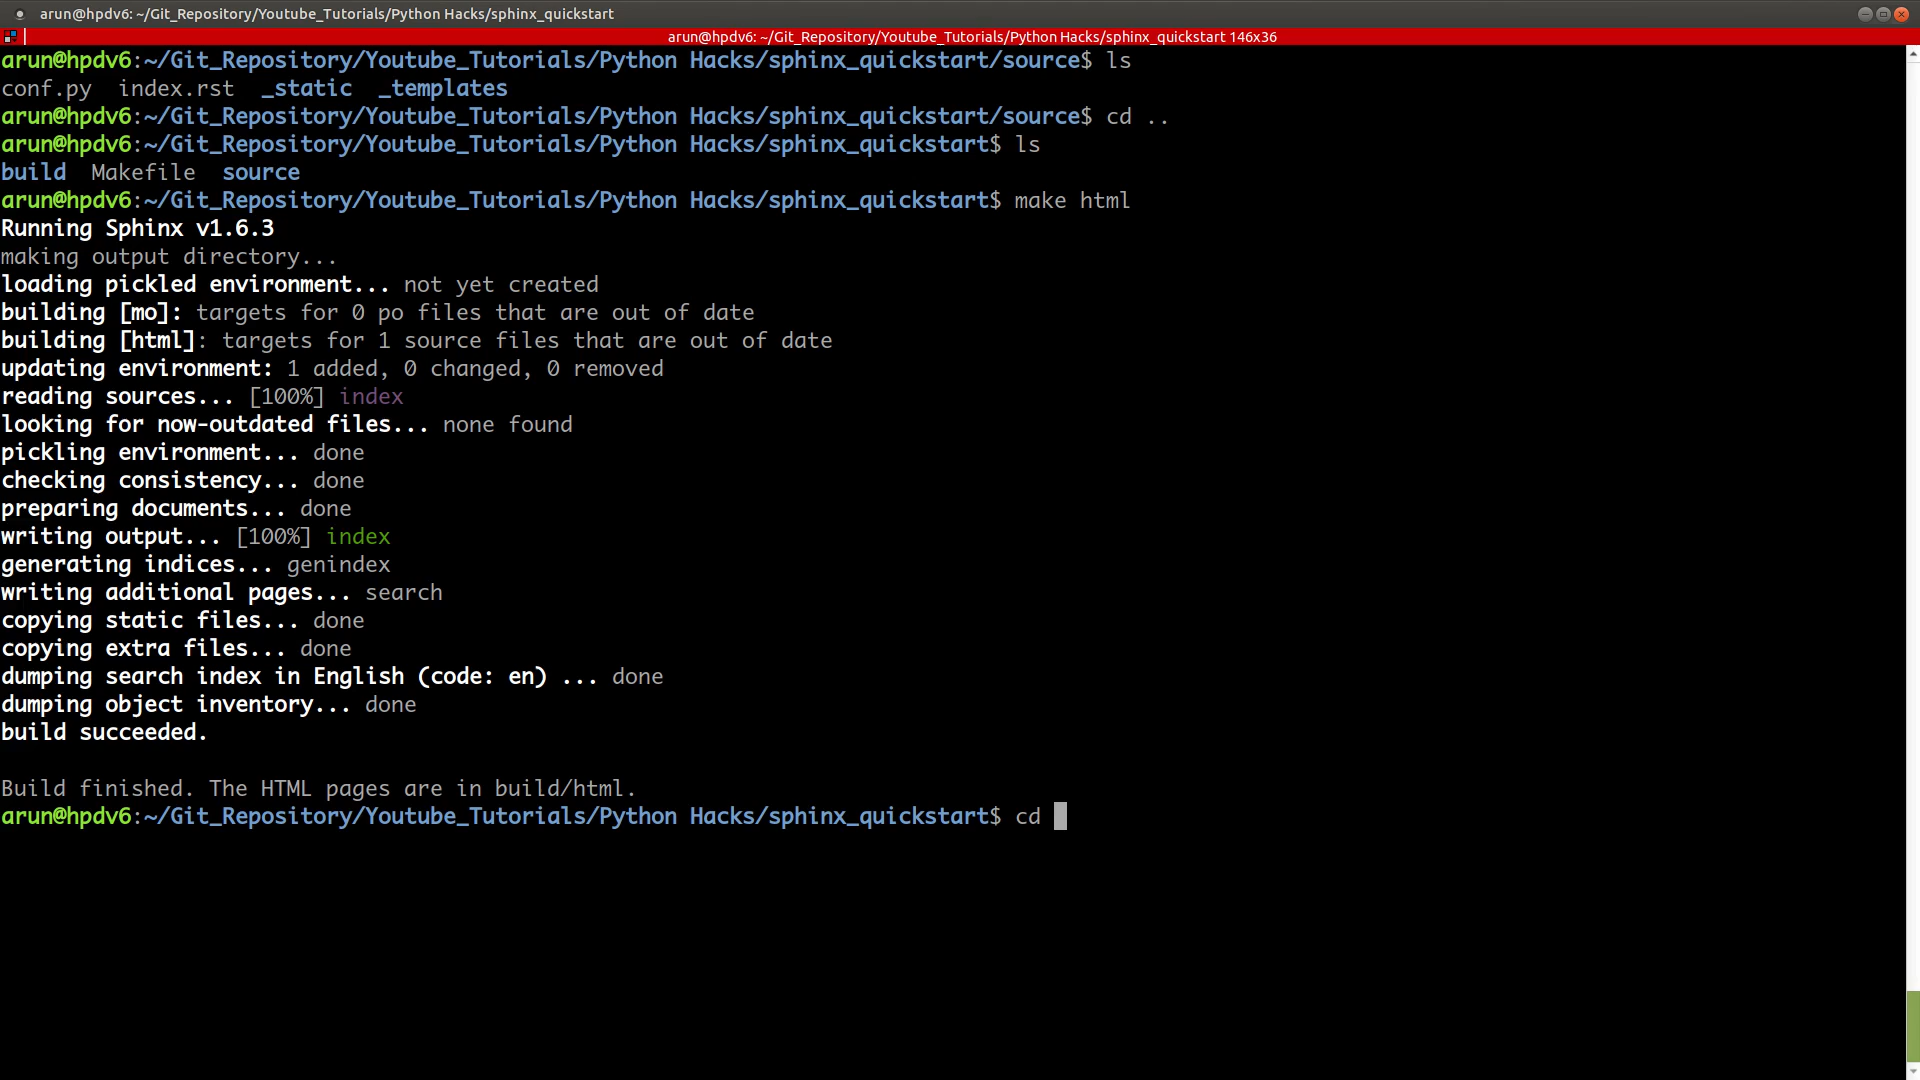 arun@hpdv6: ~/Git_Repository/Youtube_Tutorials/Python Hacks/sphinx_quickstart
arun@hpdv6: ~/Git_Repository/Youtube_Tutorials/Python Hacks/sphinx_quickstart 146x36
arun@hpdv6:~/Git_Repository/Youtube_Tutorials/Python Hacks/sphinx_quickstart/source$ ls
conf.py  index.rst  _static  _templates
arun@hpdv6:~/Git_Repository/Youtube_Tutorials/Python Hacks/sphinx_quickstart/source$ cd ..
arun@hpdv6:~/Git_Repository/Youtube_Tutorials/Python Hacks/sphinx_quickstart$ ls
build  Makefile  source
arun@hpdv6:~/Git_Repository/Youtube_Tutorials/Python Hacks/sphinx_quickstart$ make html
Running Sphinx v1.6.3
making output directory...
loading pickled environment... not yet created
building [mo]: targets for 0 po files that are out of date
building [html]: targets for 1 source files that are out of date
updating environment: 1 added, 0 changed, 0 removed
reading sources... [100%] index
looking for now-outdated files... none found
pickling environment... done
checking consistency... done
preparing documents... done
writing output... [100%] index
generating indices... genindex
writing additional pages... search
copying static files... done
copying extra files... done
dumping search index in English (code: en) ... done
dumping object inventory... done
build succeeded.
Build finished. The HTML pages are in build/html.
arun@hpdv6:~/Git_Repository/Youtube_Tutorials/Python Hacks/sphinx_quickstart$ cd